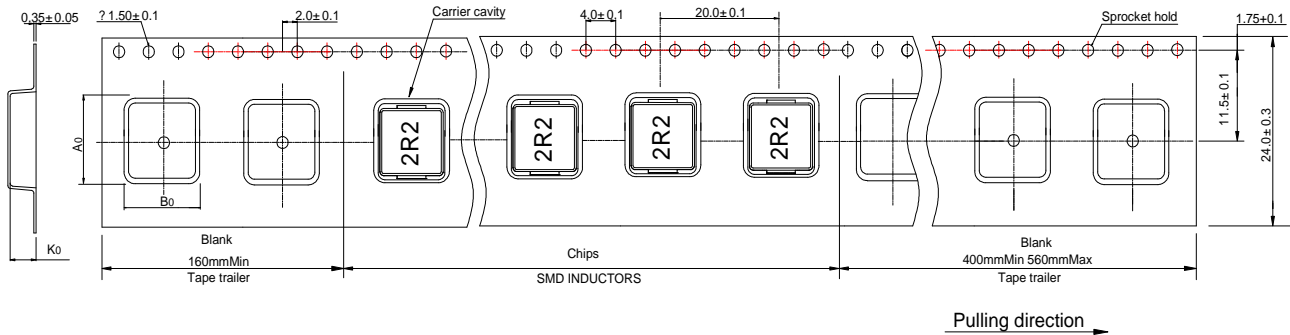 0.35±0.05
? 1.50±0.1
2.0±0.1
Carrier cavity
4.0±0.1
20.0±0.1
Sprocket hold
1.75+0.1
11.5±0.1
24.0±0.3
A0
B0
K0
2R2
2R2
2R2
2R2
Blank
160mmMin
Tape trailer
Chips
SMD INDUCTORS
Blank
400mmMin 560mmMax
Tape trailer
Pulling direction